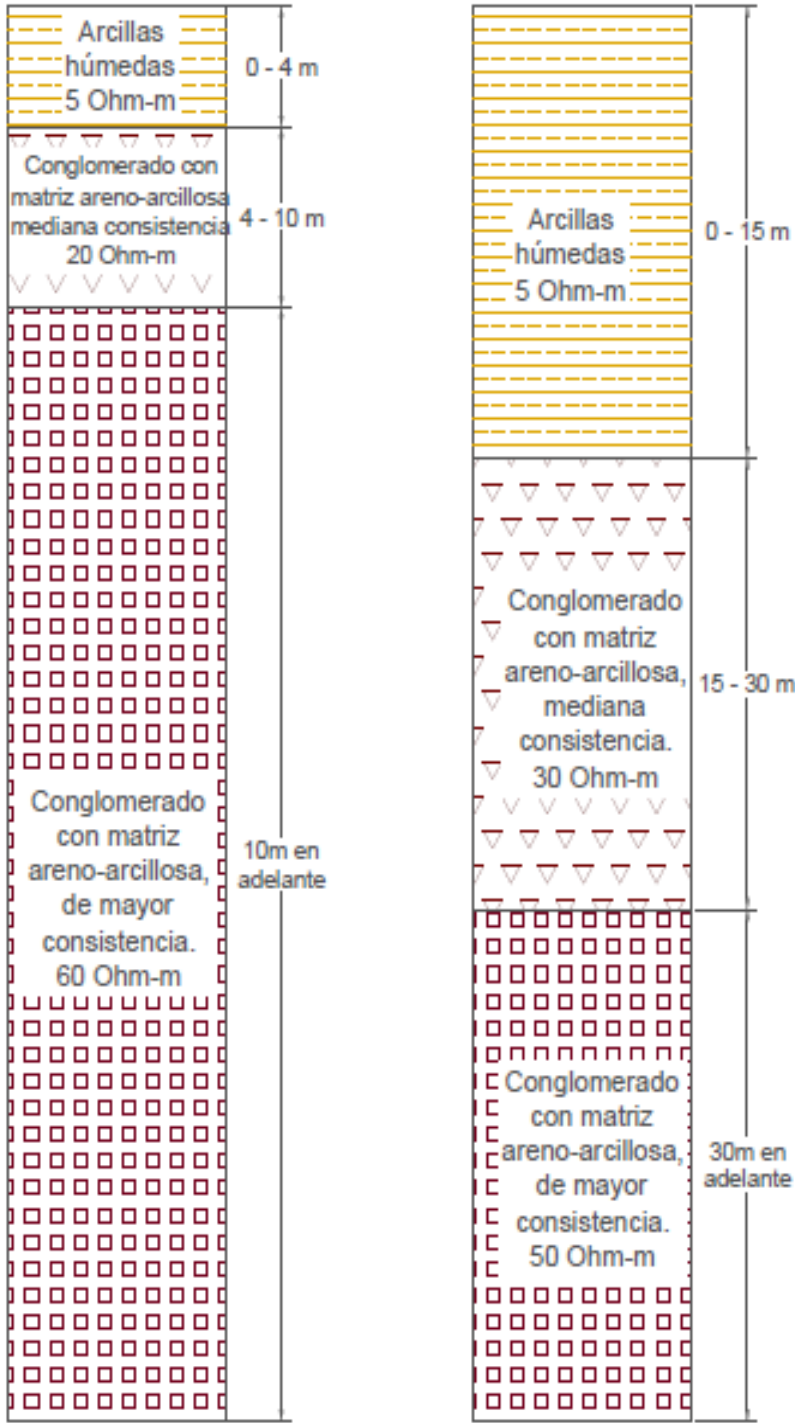 Arcillas
húmedas
5 Ohm-m
0 - 4 m
Conglomerado con
matriz areno-arcillosa
mediana consistencia
20 Ohm-m
4 - 10 m
Conglomerado
con matriz
areno-arcillosa,
de mayor
consistencia.
60 Ohm-m
10m en
adelante
Arcillas
húmedas
5 Ohm-m
0 - 15 m
Conglomerado
con matriz
areno-arcillosa,
mediana
consistencia.
30 Ohm-m
15 - 30 m
Conglomerado
con matriz
areno-arcillosa,
de mayor
consistencia.
50 Ohm-m
30m en
adelante